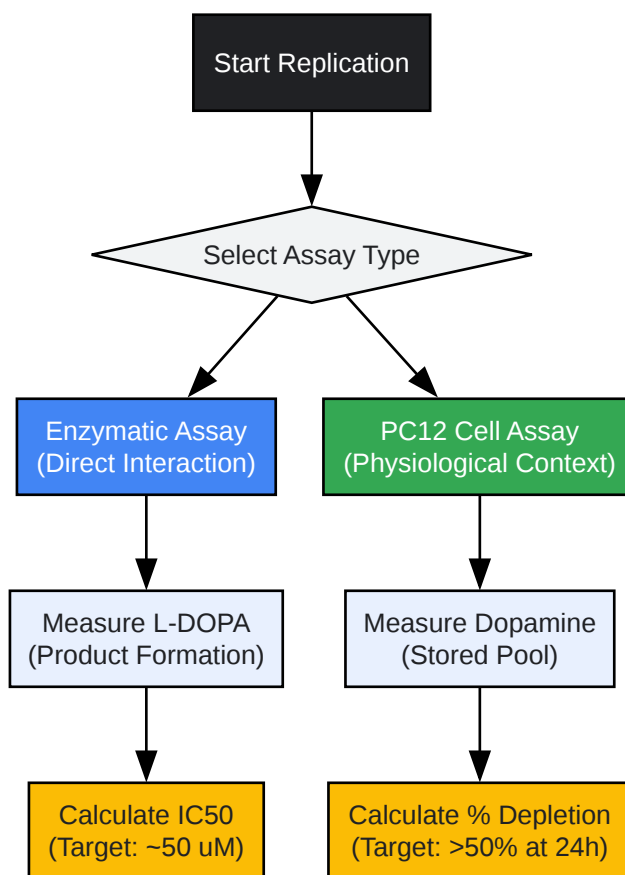 Start Replication
Select Assay Type
Enzymatic Assay
(Direct Interaction)
PC12 Cell Assay
(Physiological Context)
Measure L-DOPA
(Product Formation)
Measure Dopamine
(Stored Pool)
Calculate IC50
(Target: ~50 uM)
Calculate % Depletion
(Target: >50% at 24h)